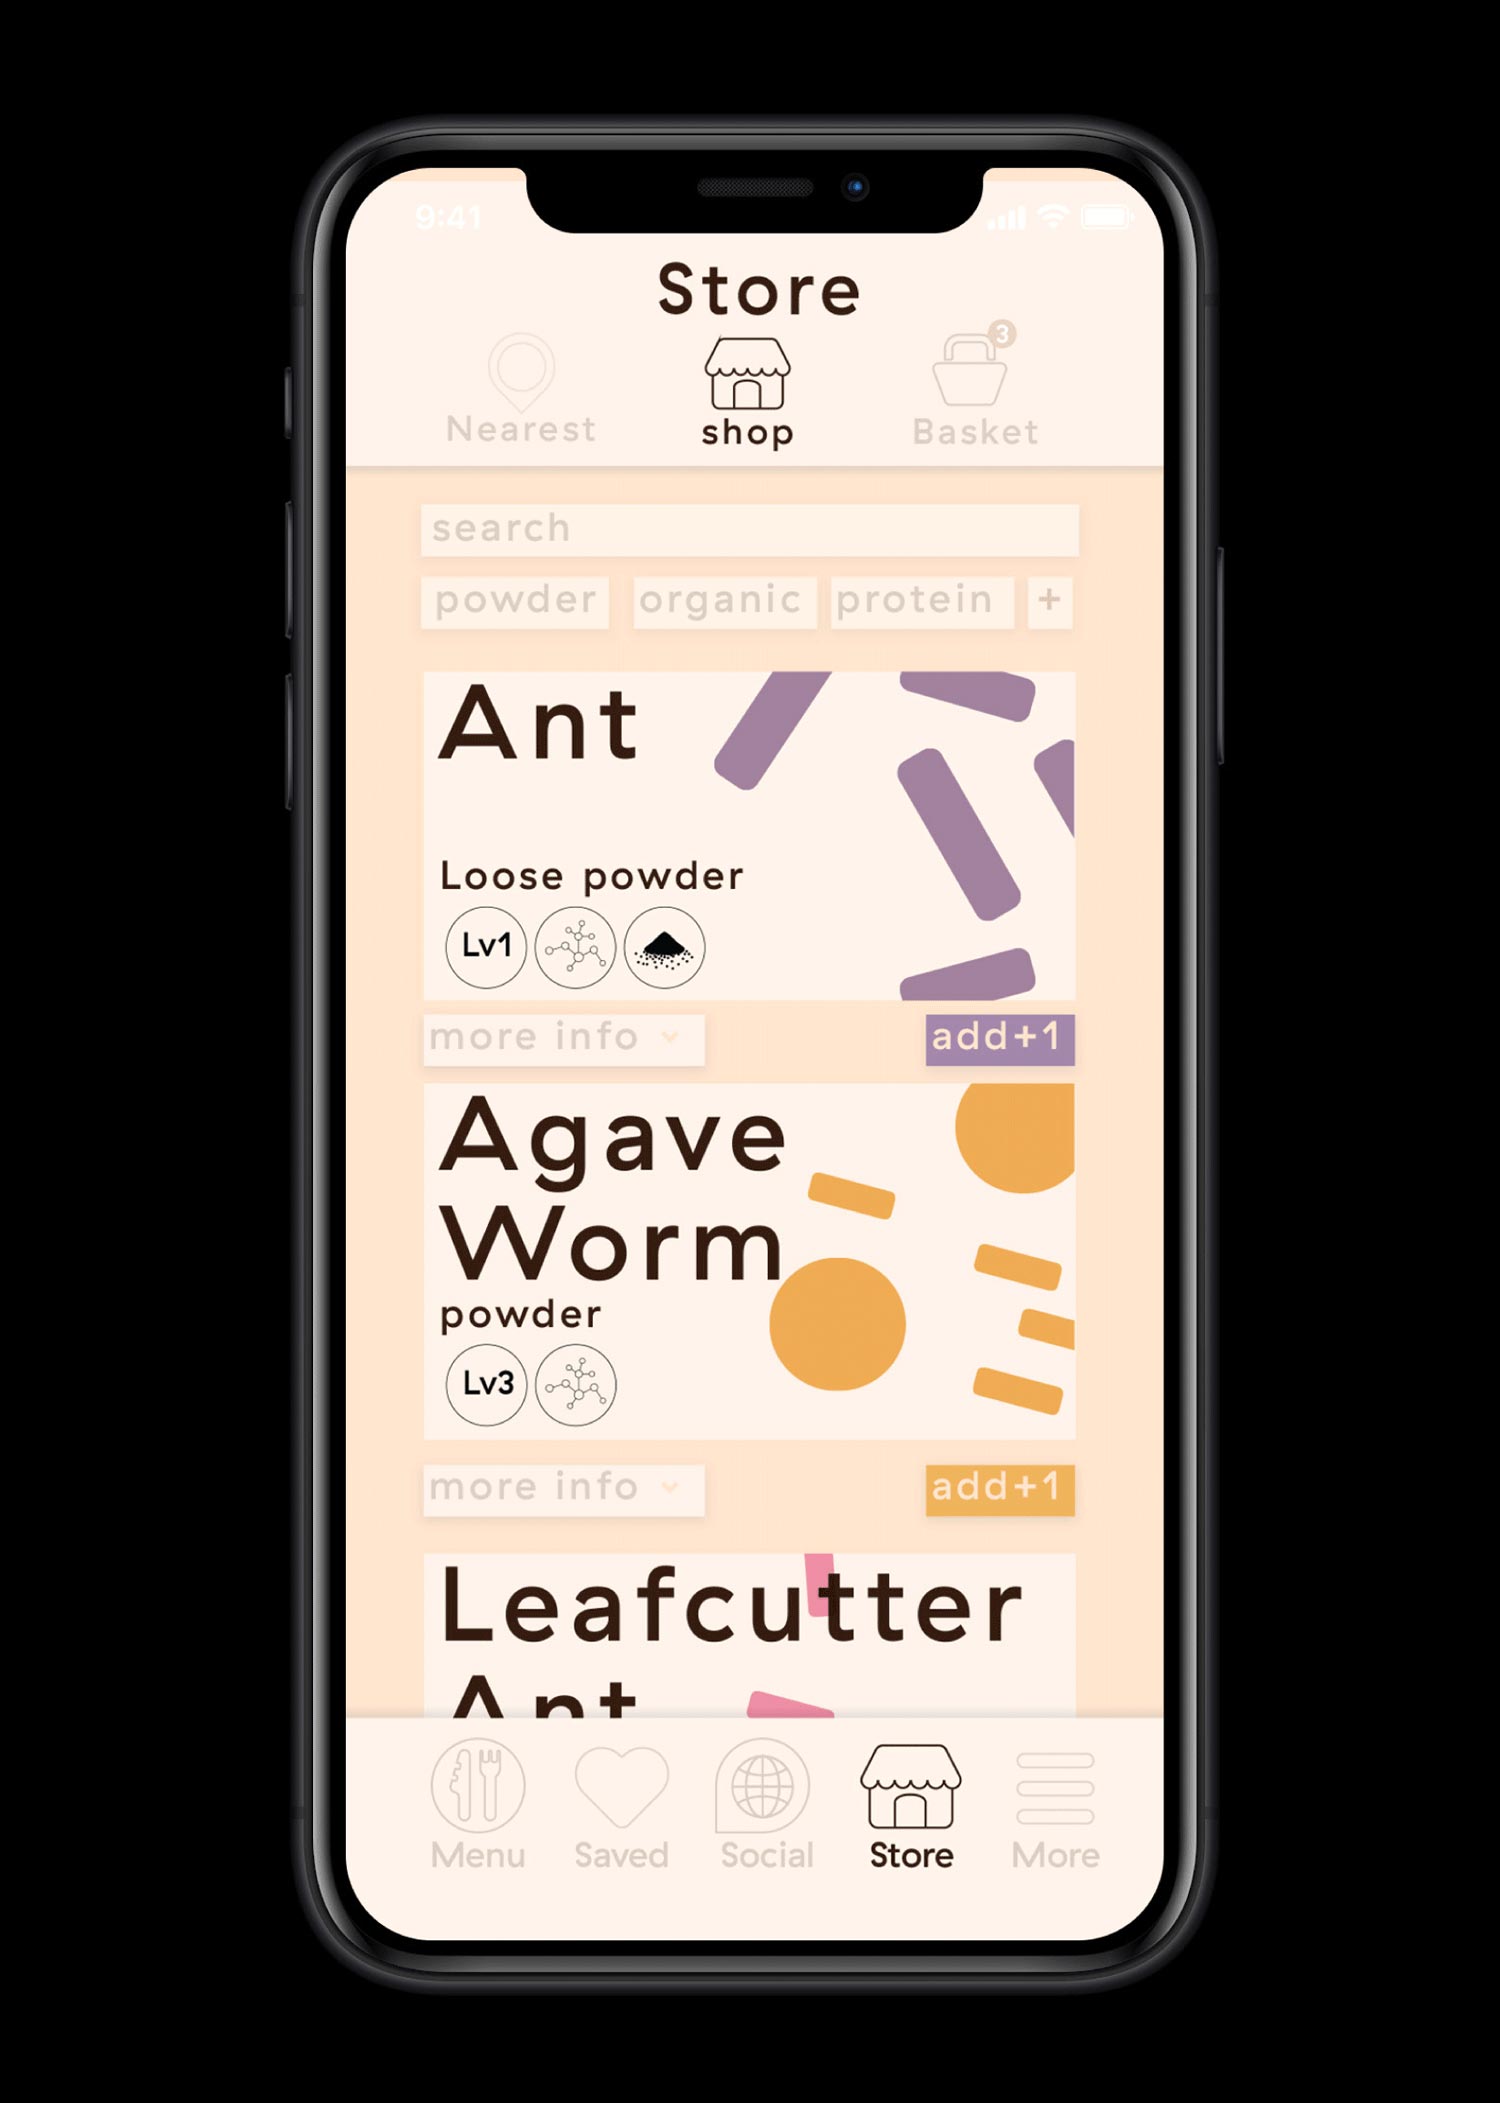 9:41
Store
3
Nearest
shop
Basket
search
powder organic protein +
Ant
Loose powder
Lv1
more info add+1
Agave
Worm
powder
Lv3
more info add+1
Leafcutter
Ant
Menu Saved Social Store More